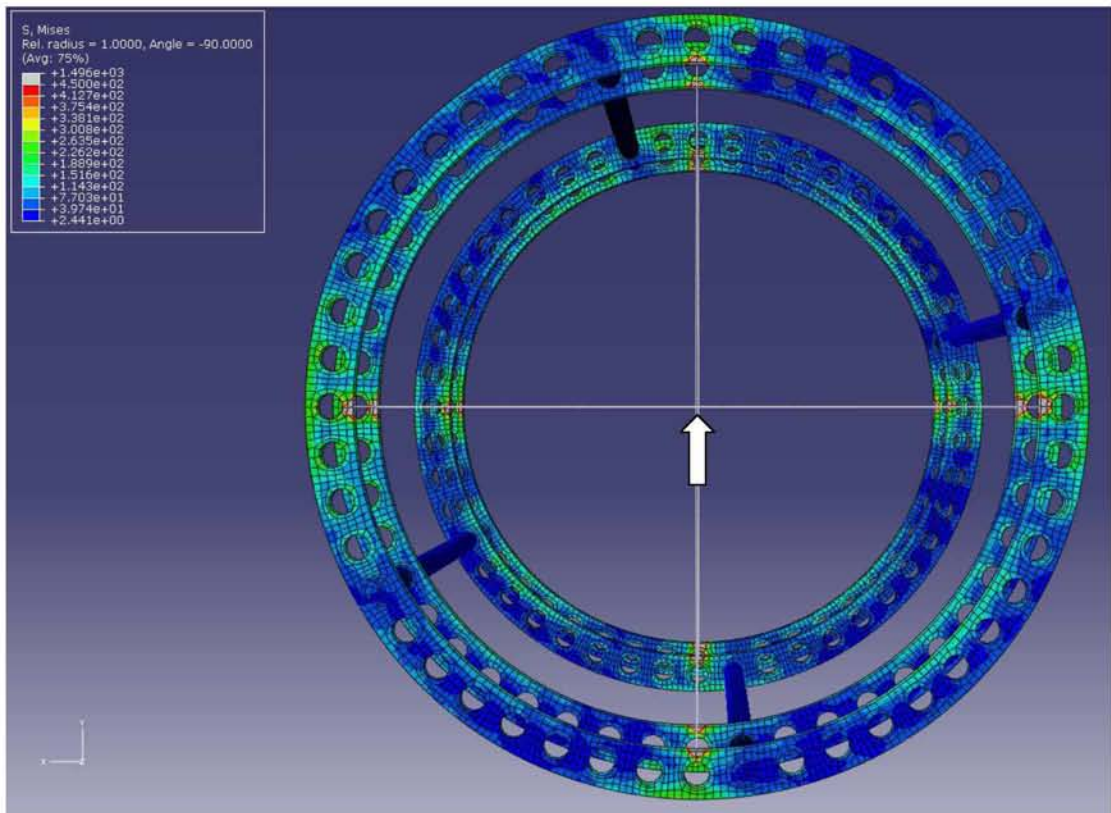 S, Mises
Rel. radius = 1.0000, Angle = -90.0000
(Avg: 75%)
+1.496e+03
+4.500e+02
+4.127e+02
+3.754e+02
+3.381e+02
+3.008e+02
+2.635e+02
+2.262e+02
+1.889e+02
+1.516e+02
+1.143e+02
+7.703e+01
+3.974e+01
+2.441e+00
Y
X
Z